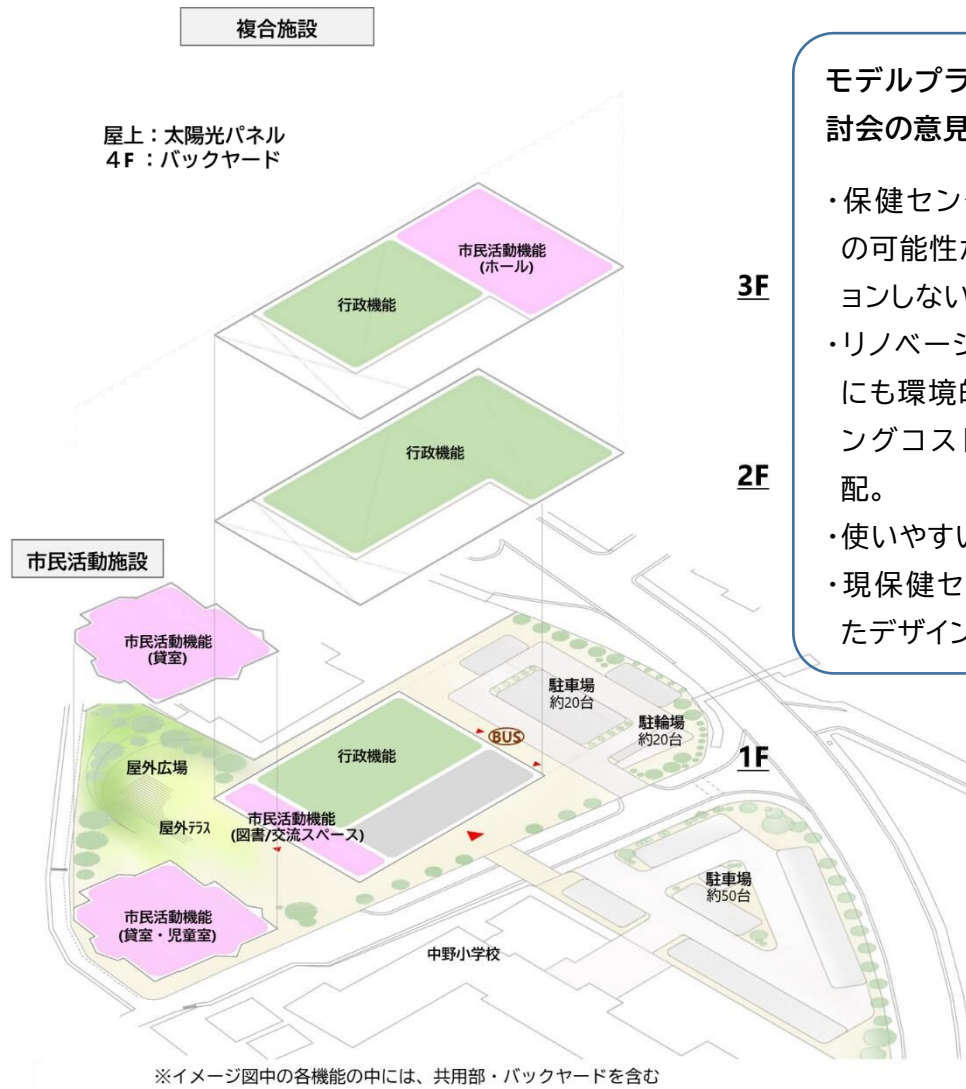 複合施設
屋上：太陽光パネル
４F ：バックヤード
市民活動機能
(ホール)
行政機能
3F
行政機能
2F
市民活動施設
市民活動機能
(貸室)
駐車場
約20台
駐輪場
約20台
BUS
行政機能
1F
屋外広場
屋外テラス
市民活動機能
(図書/交流スペース)
駐車場
約50台
市民活動機能
(貸室・児童室)
中野小学校
※イメージ図中の各機能の中には、共用部・バックヤードを含む
モデルプラ
討会の意見
・保健セン
の可能性
ョンしない
・リノベーシ
にも環境
ングコスト
配。
・使いやすい
・現保健セ
たデザイン